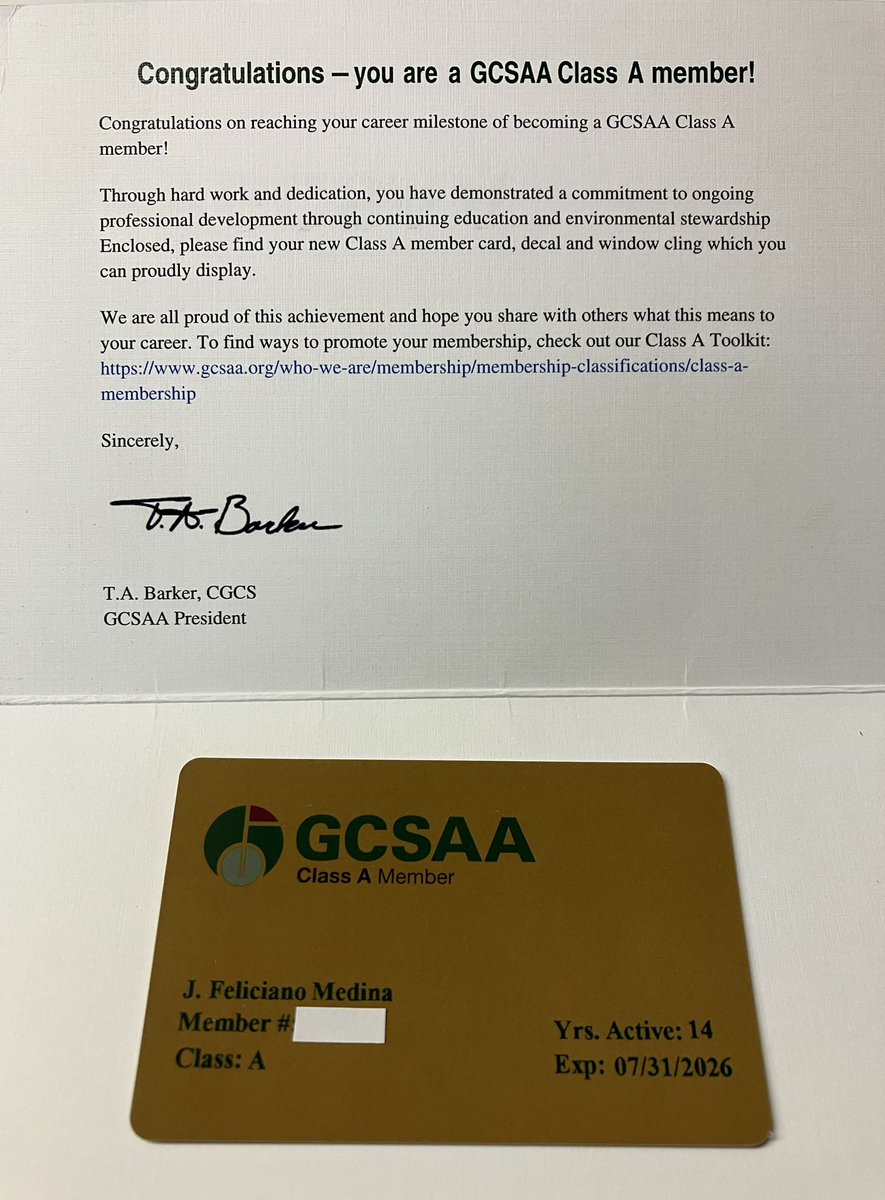 Congratulations – you are a GCSAA Class A member!
Congratulations on reaching your career milestone of becoming a GCSAA Class A
member!
Through hard work and dedication, you have demonstrated a commitment to ongoing
professional development through continuing education and environmental stewardship
Enclosed, please find your new Class A member card, decal and window cling which you
can proudly display.
We are all proud of this achievement and hope you share with others what this means to
your career. To find ways to promote your membership, check out our Class A Toolkit:
https://www.gcsaa.org/who-we-are/membership/membership-classifications/class-a-
membership
Sincerely,
T.A. Barker
T.A. Barker, CGCS
GCSAA President
GCSAA
Class A Member
J. Feliciano Medina
Member #:
Class: A
Yrs. Active: 14
Exp: 07/31/2026